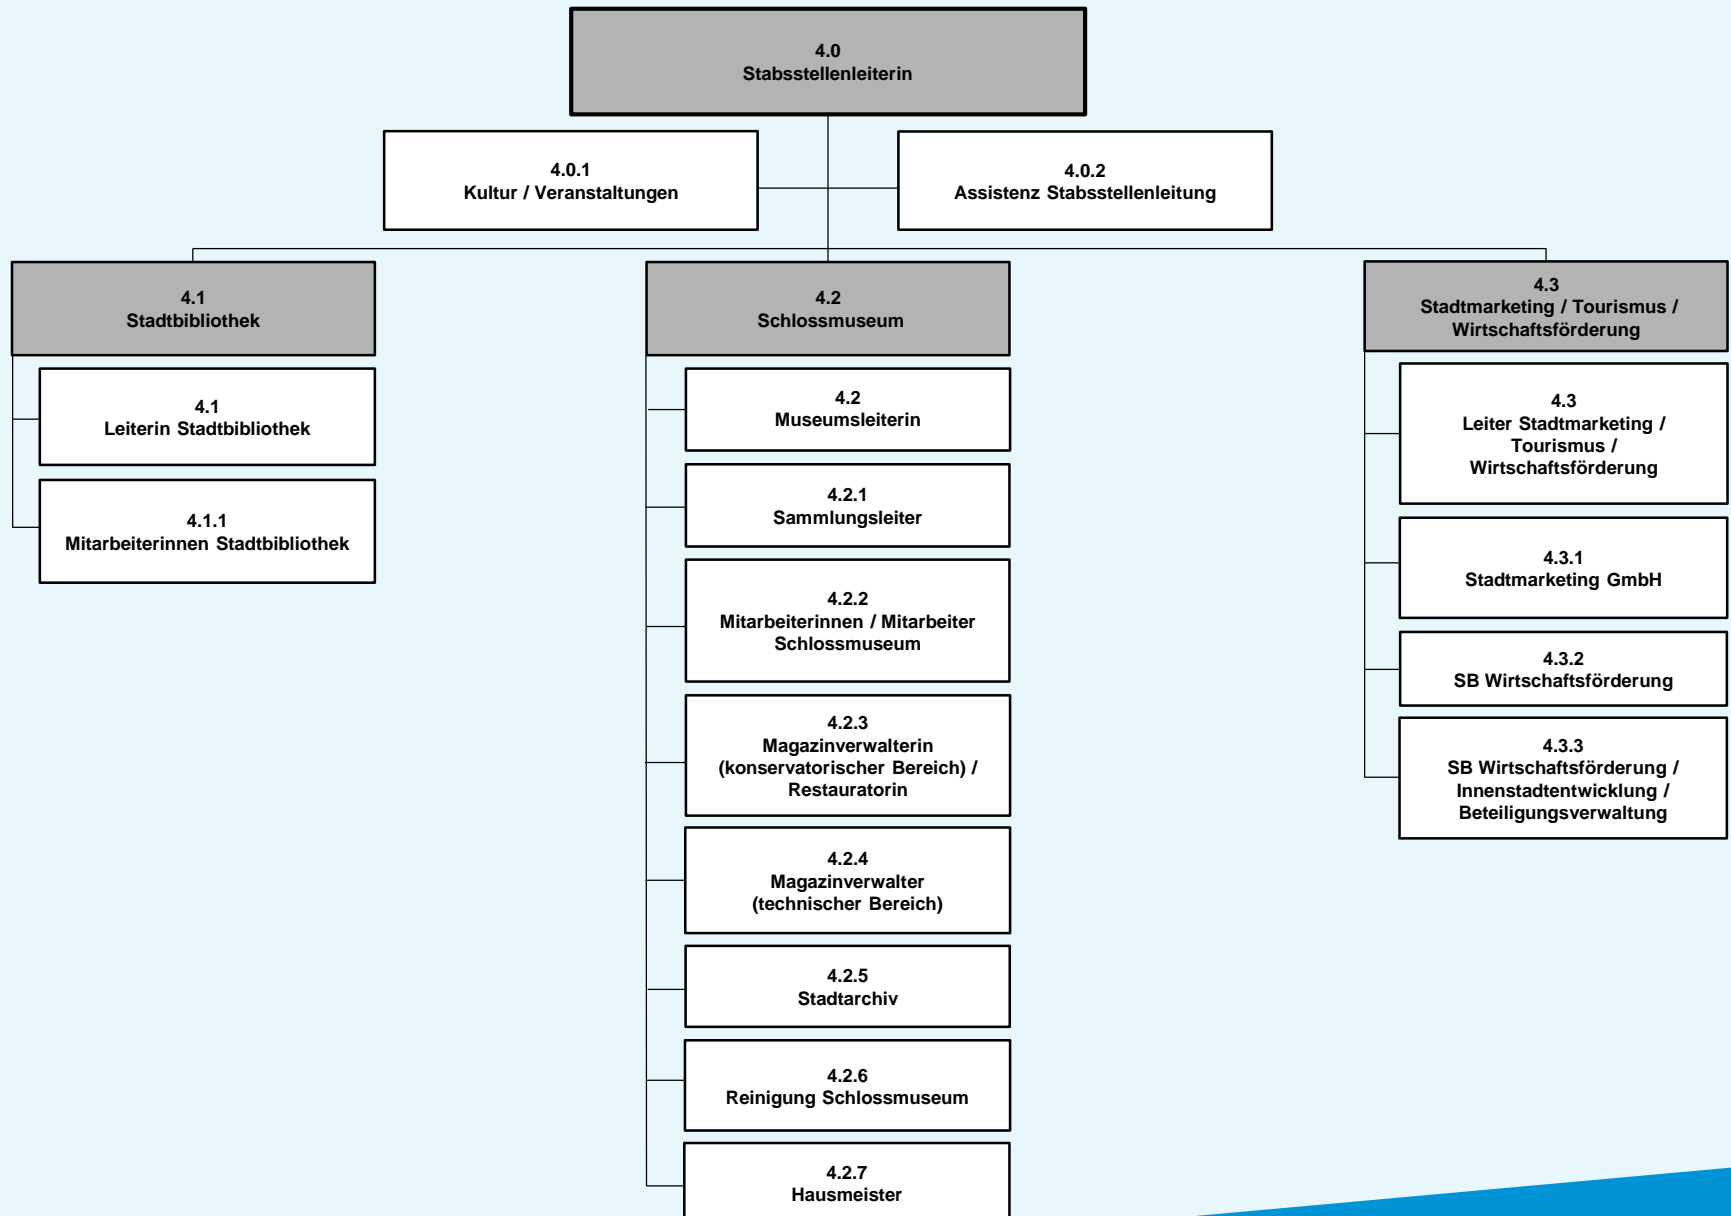 4.0
Stabsstellenleiterin
4.0.1
Kultur / Veranstaltungen
4.0.2
Assistenz Stabsstellenleitung
4.1
Stadtbibliothek
4.1
Leiterin Stadtbibliothek
4.1.1
Mitarbeiterinnen Stadtbibliothek
4.2
Schlossmuseum
4.2
Museumsleiterin
4.2.1
Sammlungsleiter
4.2.2
Mitarbeiterinnen / Mitarbeiter
Schlossmuseum
4.2.3
Magazinverwalterin
(konservatorischer Bereich) /
Restauratorin
4.2.4
Magazinverwalter
(technischer Bereich)
4.2.5
Stadtarchiv
4.2.6
Reinigung Schlossmuseum
4.2.7
Hausmeister
4.3
Stadtmarketing / Tourismus /
Wirtschaftsförderung
4.3
Leiter Stadtmarketing /
Tourismus /
Wirtschaftsförderung
4.3.1
Stadtmarketing GmbH
4.3.2
SB Wirtschaftsförderung
4.3.3
SB Wirtschaftsförderung /
Innenstadtentwicklung /
Beteiligungsverwaltung